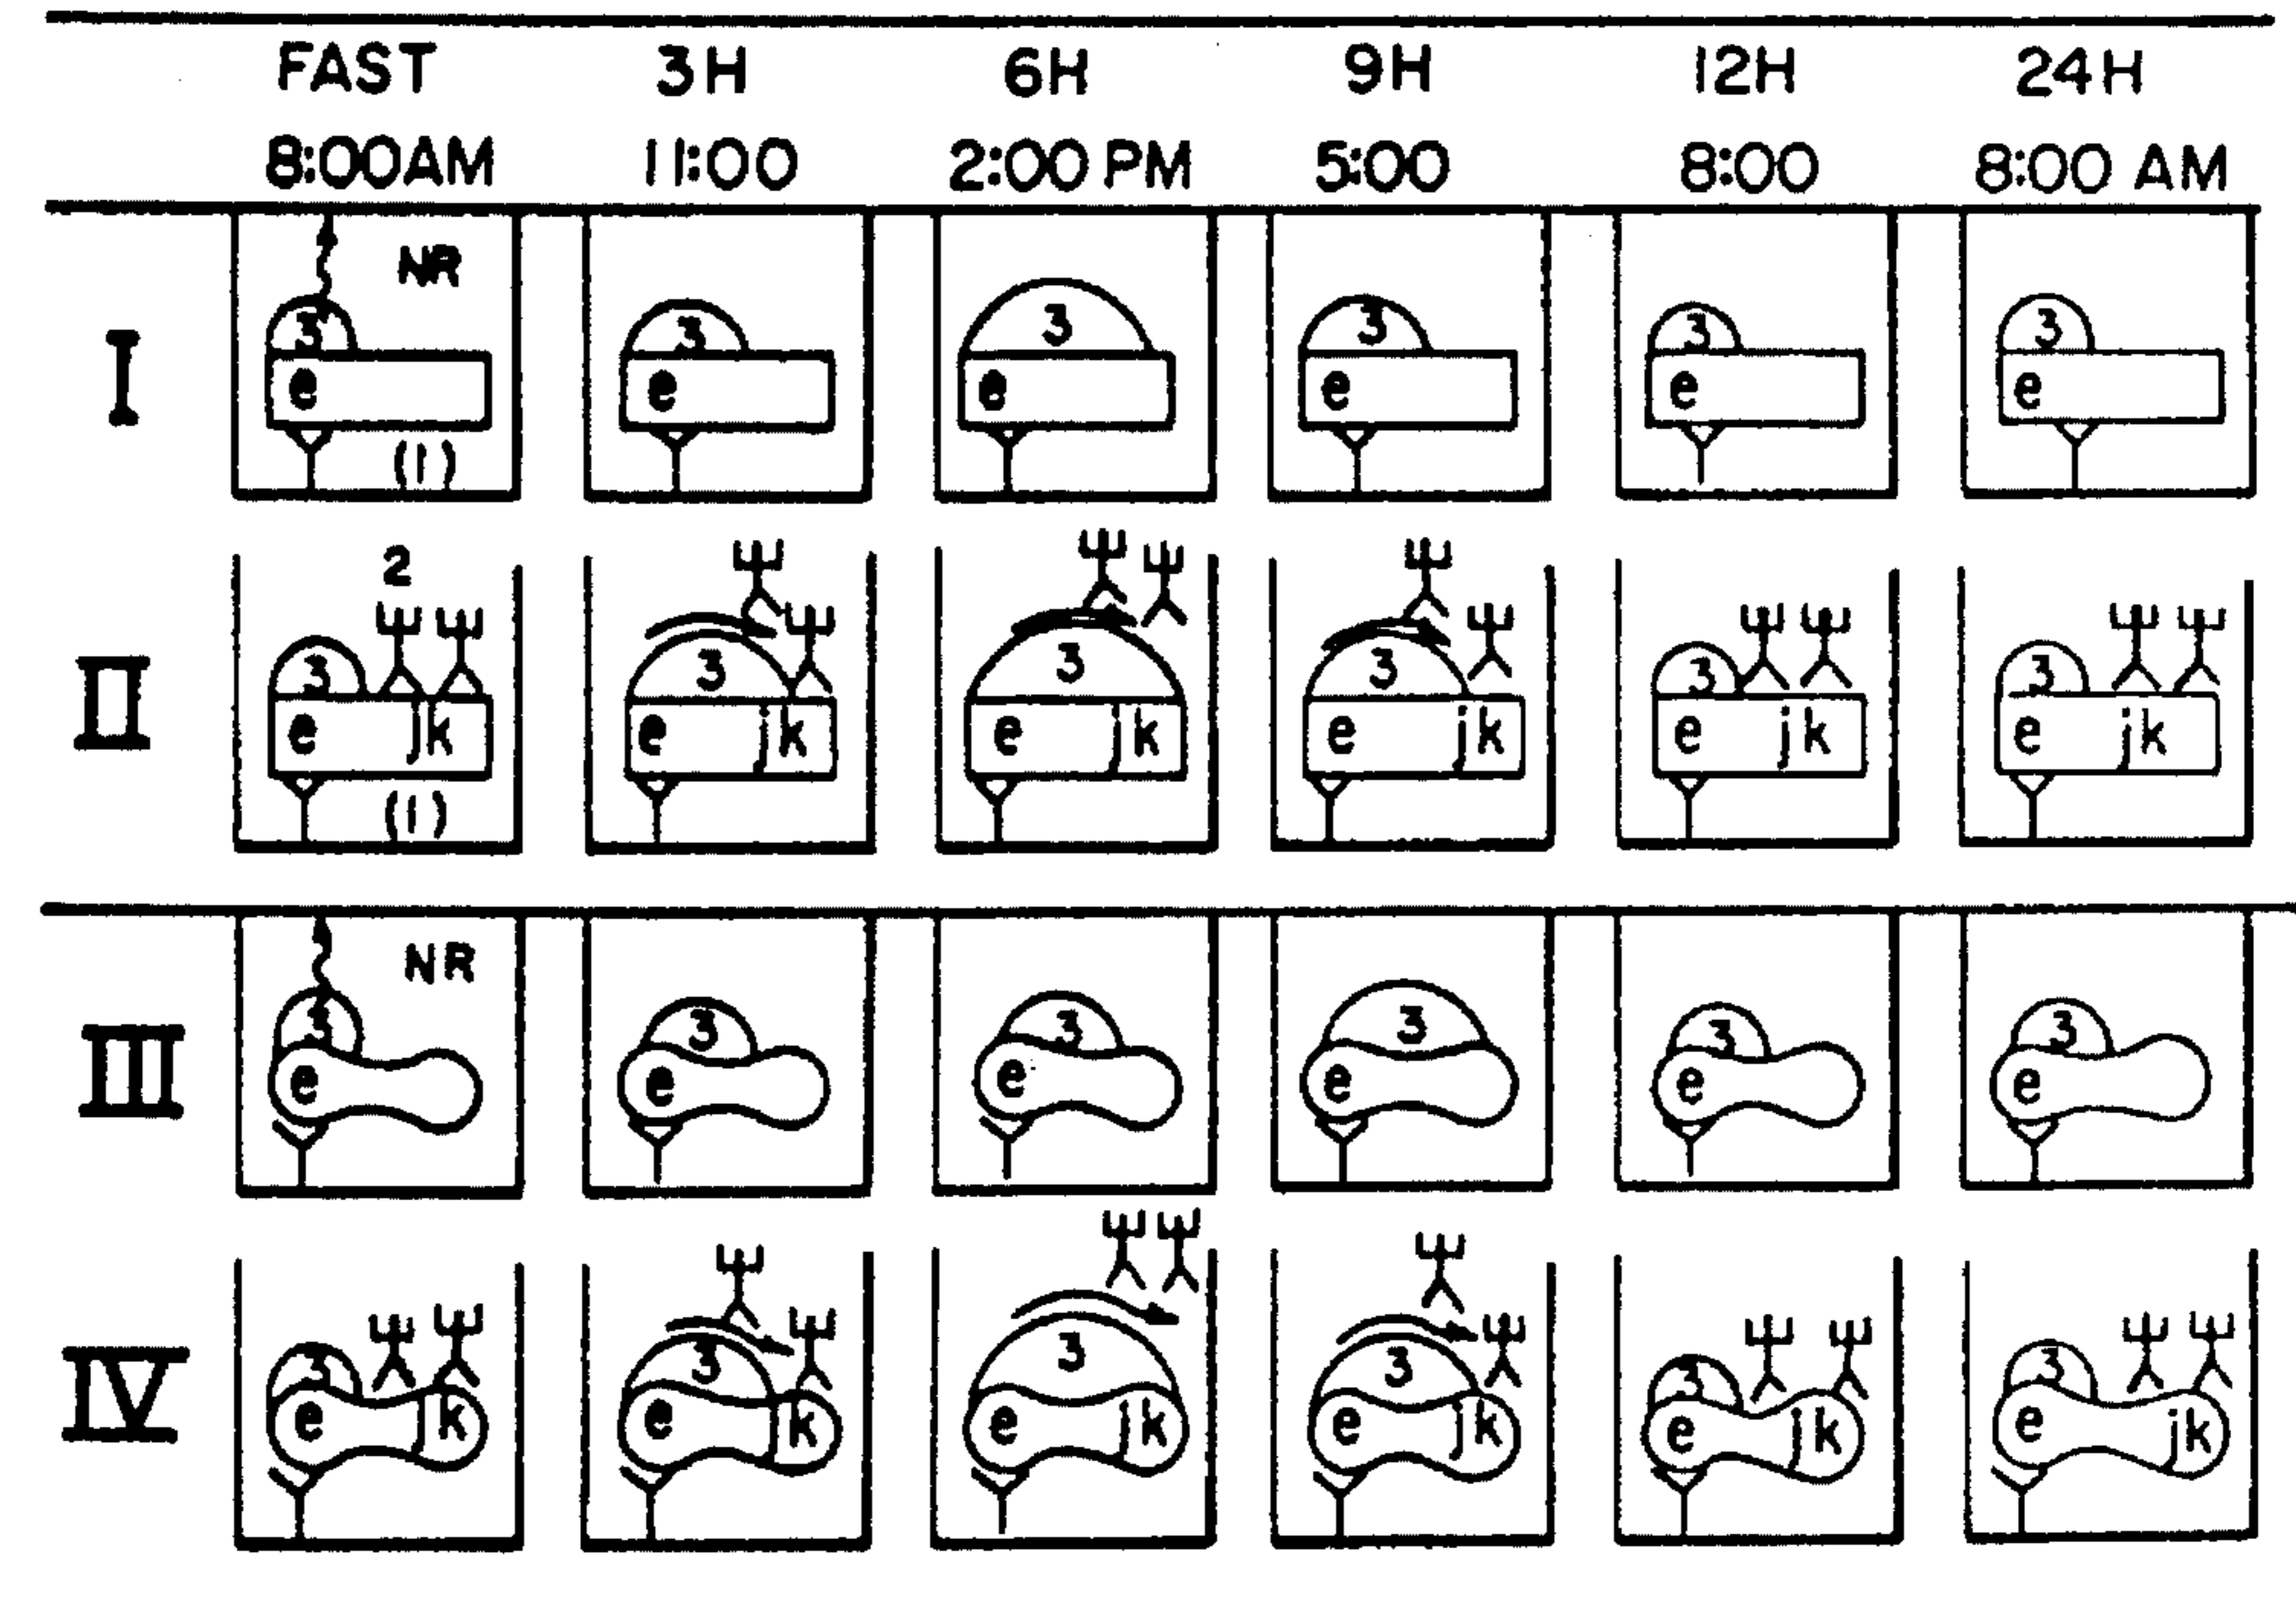 FAST 3H 6H 9H 12H 24H
8:00AM 11:00 2:00 PM 5:00 8:00 8:00 AM
I
NR
3 3 3 3 3 3
e e e e e e
(1)
II
2
3 3 3 3 3 3
e jk e jk e jk e jk e jk e jk
(1)
III
NR
3 3 3 3 3 3
e e e e e e
IV
3 3 3 3 3 3
e jk e jk e jk e jk e jk e jk